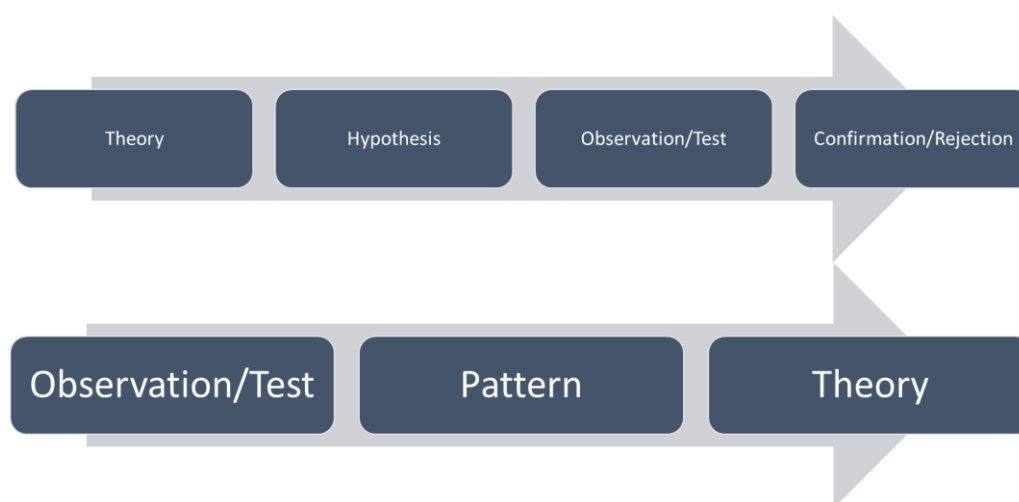 Theory
Hypothesis
Observation/Test
Confirmation/Rejection
Observation/Test
Pattern
Theory